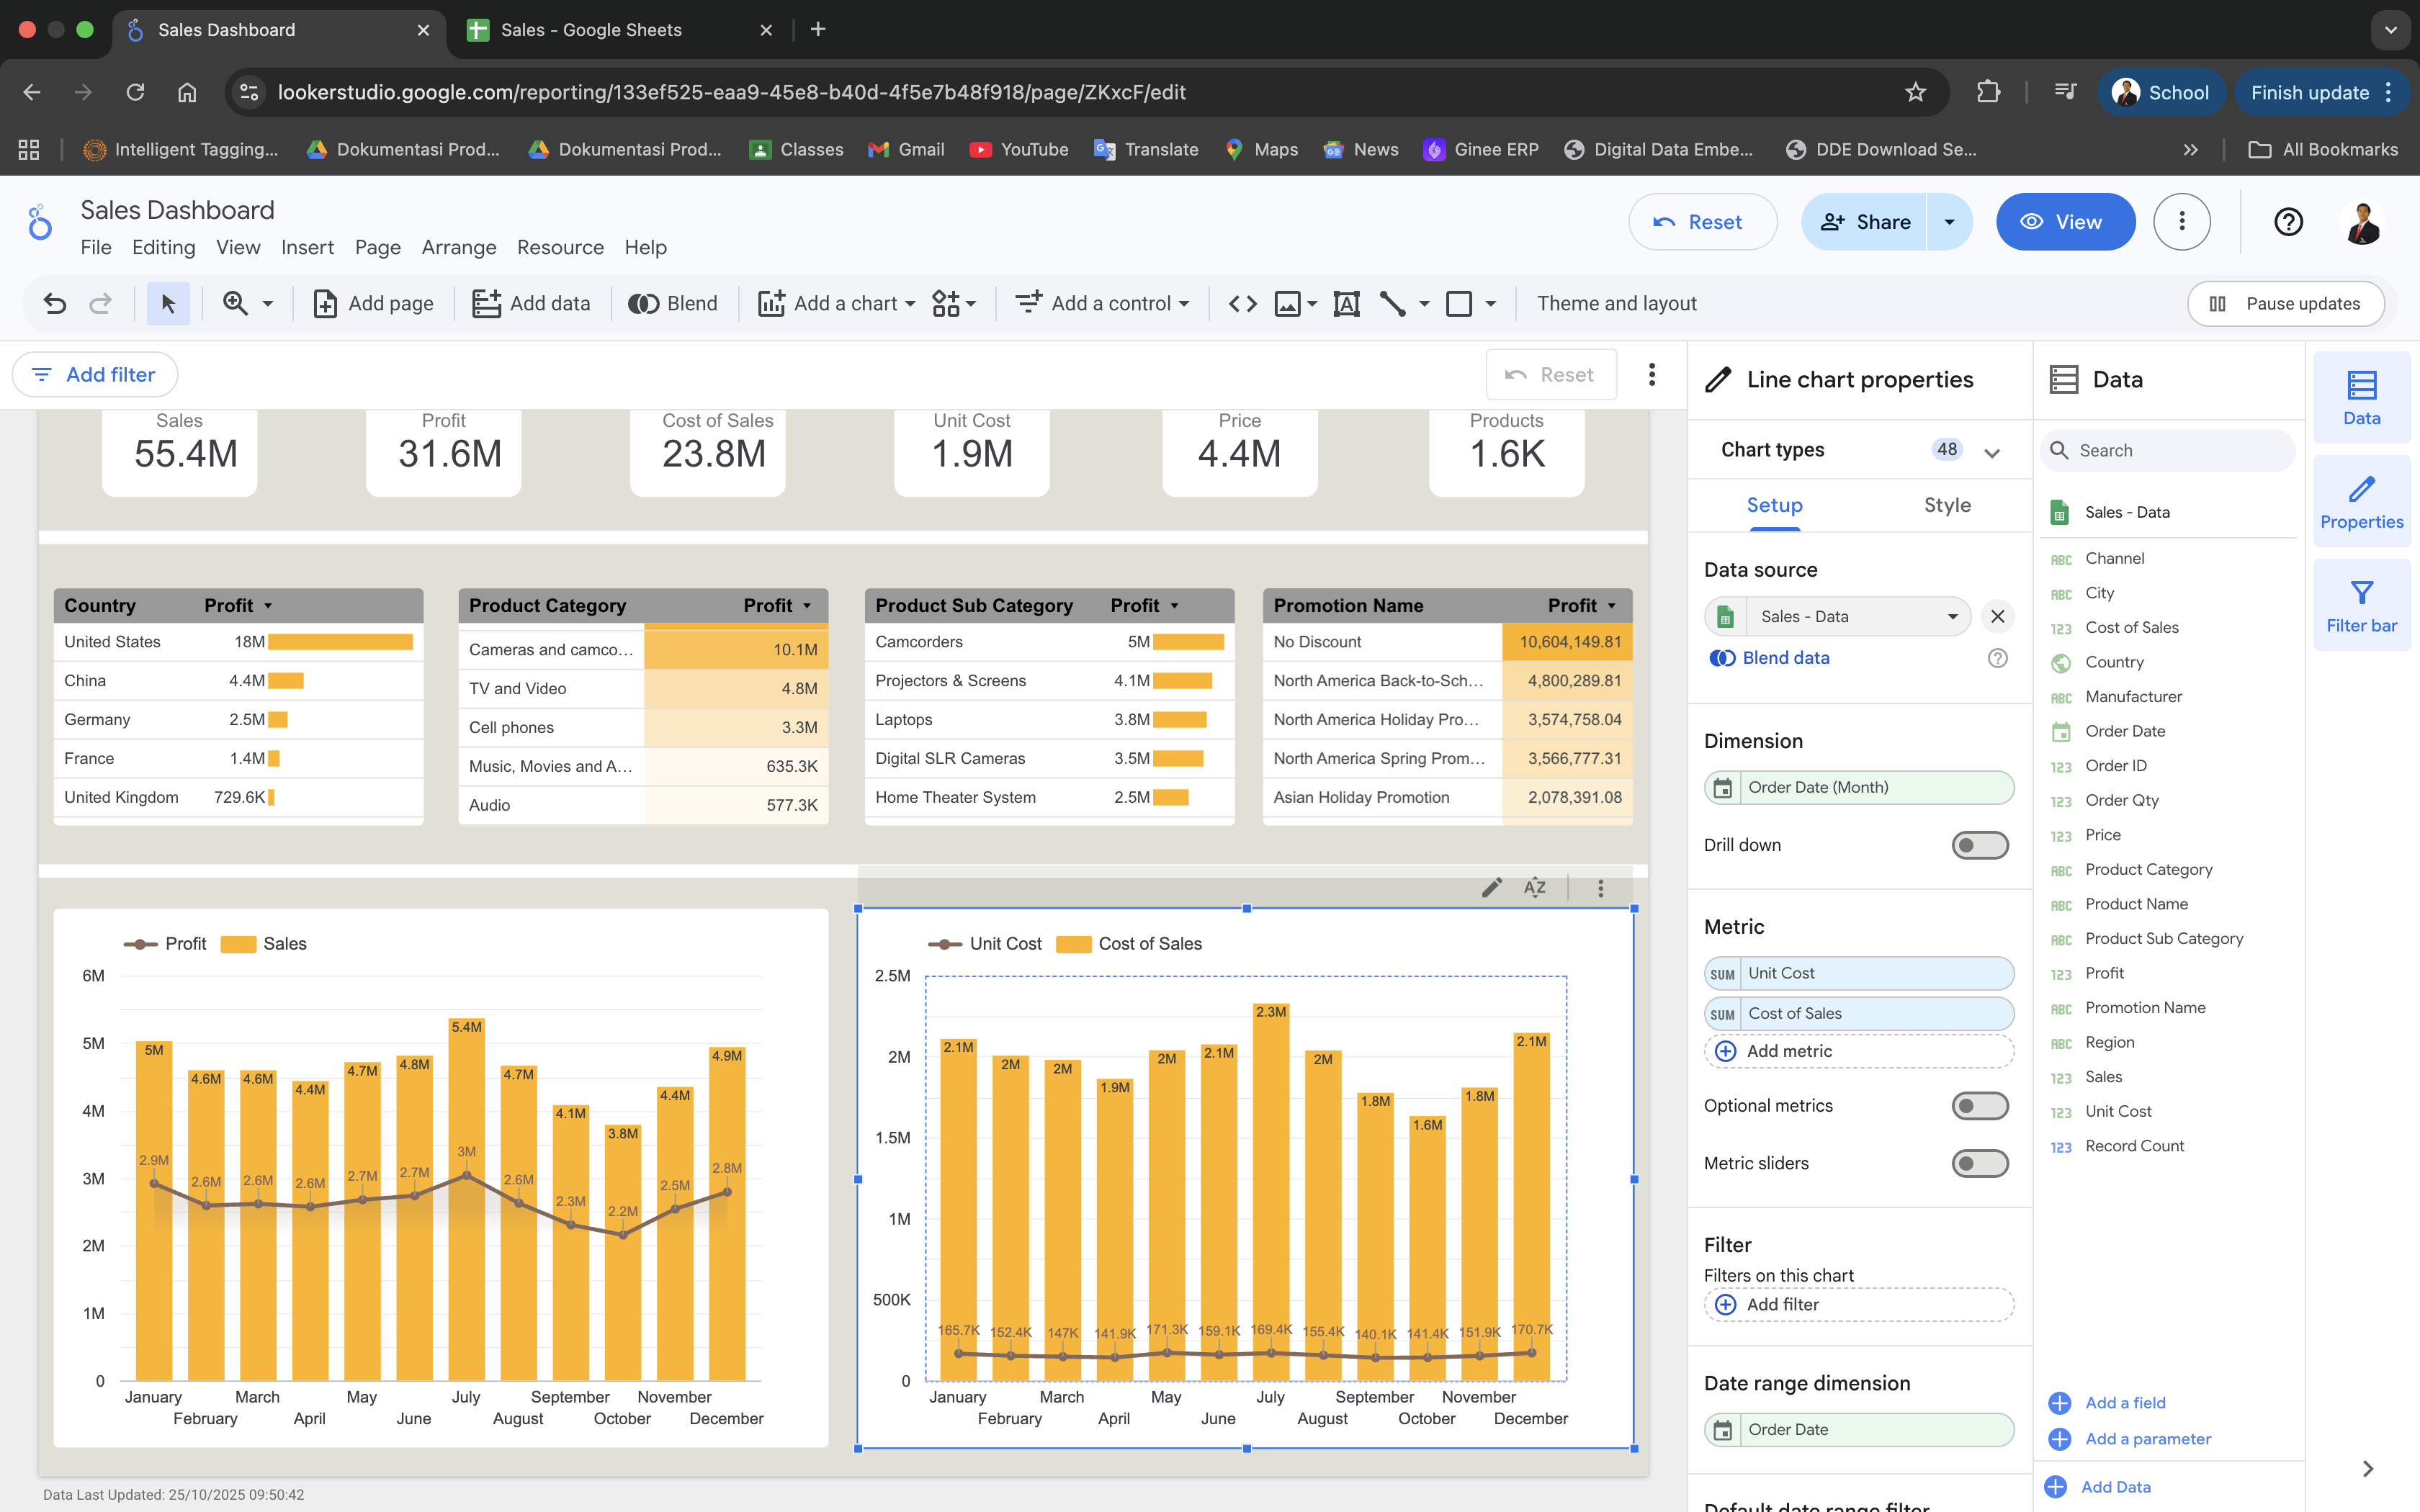 Sales Dashboard
Sales - Google Sheets
lookerstudio.google.com/reporting/133ef525-eaa9-45e8-b40d-4f5e7b48f918/page/ZKxcF/edit
School
Finish update
Intelligent Tagging...
Dokumentasi Prod...
Dokumentasi Prod...
Classes
Gmail
YouTube
Translate
Maps
News
Ginee ERP
Digital Data Embe...
DDE Download Se...
All Bookmarks
Sales Dashboard
File Editing View Insert Page Arrange Resource Help
Reset
Share
View
Add page
Add data
Blend
Add a chart
Add a control
Theme and layout
Pause updates
Add filter
Reset
Sales
55.4M
Profit
31.6M
Cost of Sales
23.8M
Unit Cost
1.9M
Price
4.4M
Products
1.6K
Country Profit
United States 18M
China 4.4M
Germany 2.5M
France 1.4M
United Kingdom 729.6K
Product Category Profit
Cameras and camco... 10.1M
TV and Video 4.8M
Cell phones 3.3M
Music, Movies and A... 635.3K
Audio 577.3K
Product Sub Category Profit
Camcorders 5M
Projectors & Screens 4.1M
Laptops 3.8M
Digital SLR Cameras 3.5M
Home Theater System 2.5M
Promotion Name Profit
No Discount 10,604,149.81
North America Back-to-Sch... 4,800,289.81
North America Holiday Pro... 3,574,758.04
North America Spring Prom... 3,566,777.31
Asian Holiday Promotion 2,078,391.08
Profit Sales
6M
5M
4M
3M
2M
1M
0
5M 4.6M 4.6M 4.4M 4.7M 4.8M 5.4M 4.7M 4.1M 3.8M 4.4M 4.9M
2.9M 2.6M 2.6M 2.6M 2.7M 2.7M 3M 2.6M 2.3M 2.2M 2.5M 2.8M
January March May July September November
February April June August October December
AZ
Unit Cost Cost of Sales
2.5M
2M
1.5M
1M
500K
0
2.1M 2M 2M 1.9M 2M 2.1M 2.3M 2M 1.8M 1.6M 1.8M 2.1M
165.7K 152.4K 147K 141.9K 171.3K 159.1K 169.4K 155.4K 140.1K 141.4K 151.9K 170.7K
January March May July September November
February April June August October December
Data Last Updated: 25/10/2025 09:50:42
Line chart properties
Chart types 48
Setup Style
Data source
Sales - Data
Blend data
Dimension
Order Date (Month)
Drill down
Metric
SUM Unit Cost
SUM Cost of Sales
Add metric
Optional metrics
Metric sliders
Filter
Filters on this chart
Add filter
Date range dimension
Order Date
Default date range filter
Data
Search
Sales - Data
ABC Channel
ABC City
123 Cost of Sales
Country
ABC Manufacturer
Order Date
123 Order ID
123 Order Qty
123 Price
ABC Product Category
ABC Product Name
ABC Product Sub Category
123 Profit
ABC Promotion Name
ABC Region
123 Sales
123 Unit Cost
123 Record Count
Add a field
Add a parameter
Add Data
Data
Properties
Filter bar